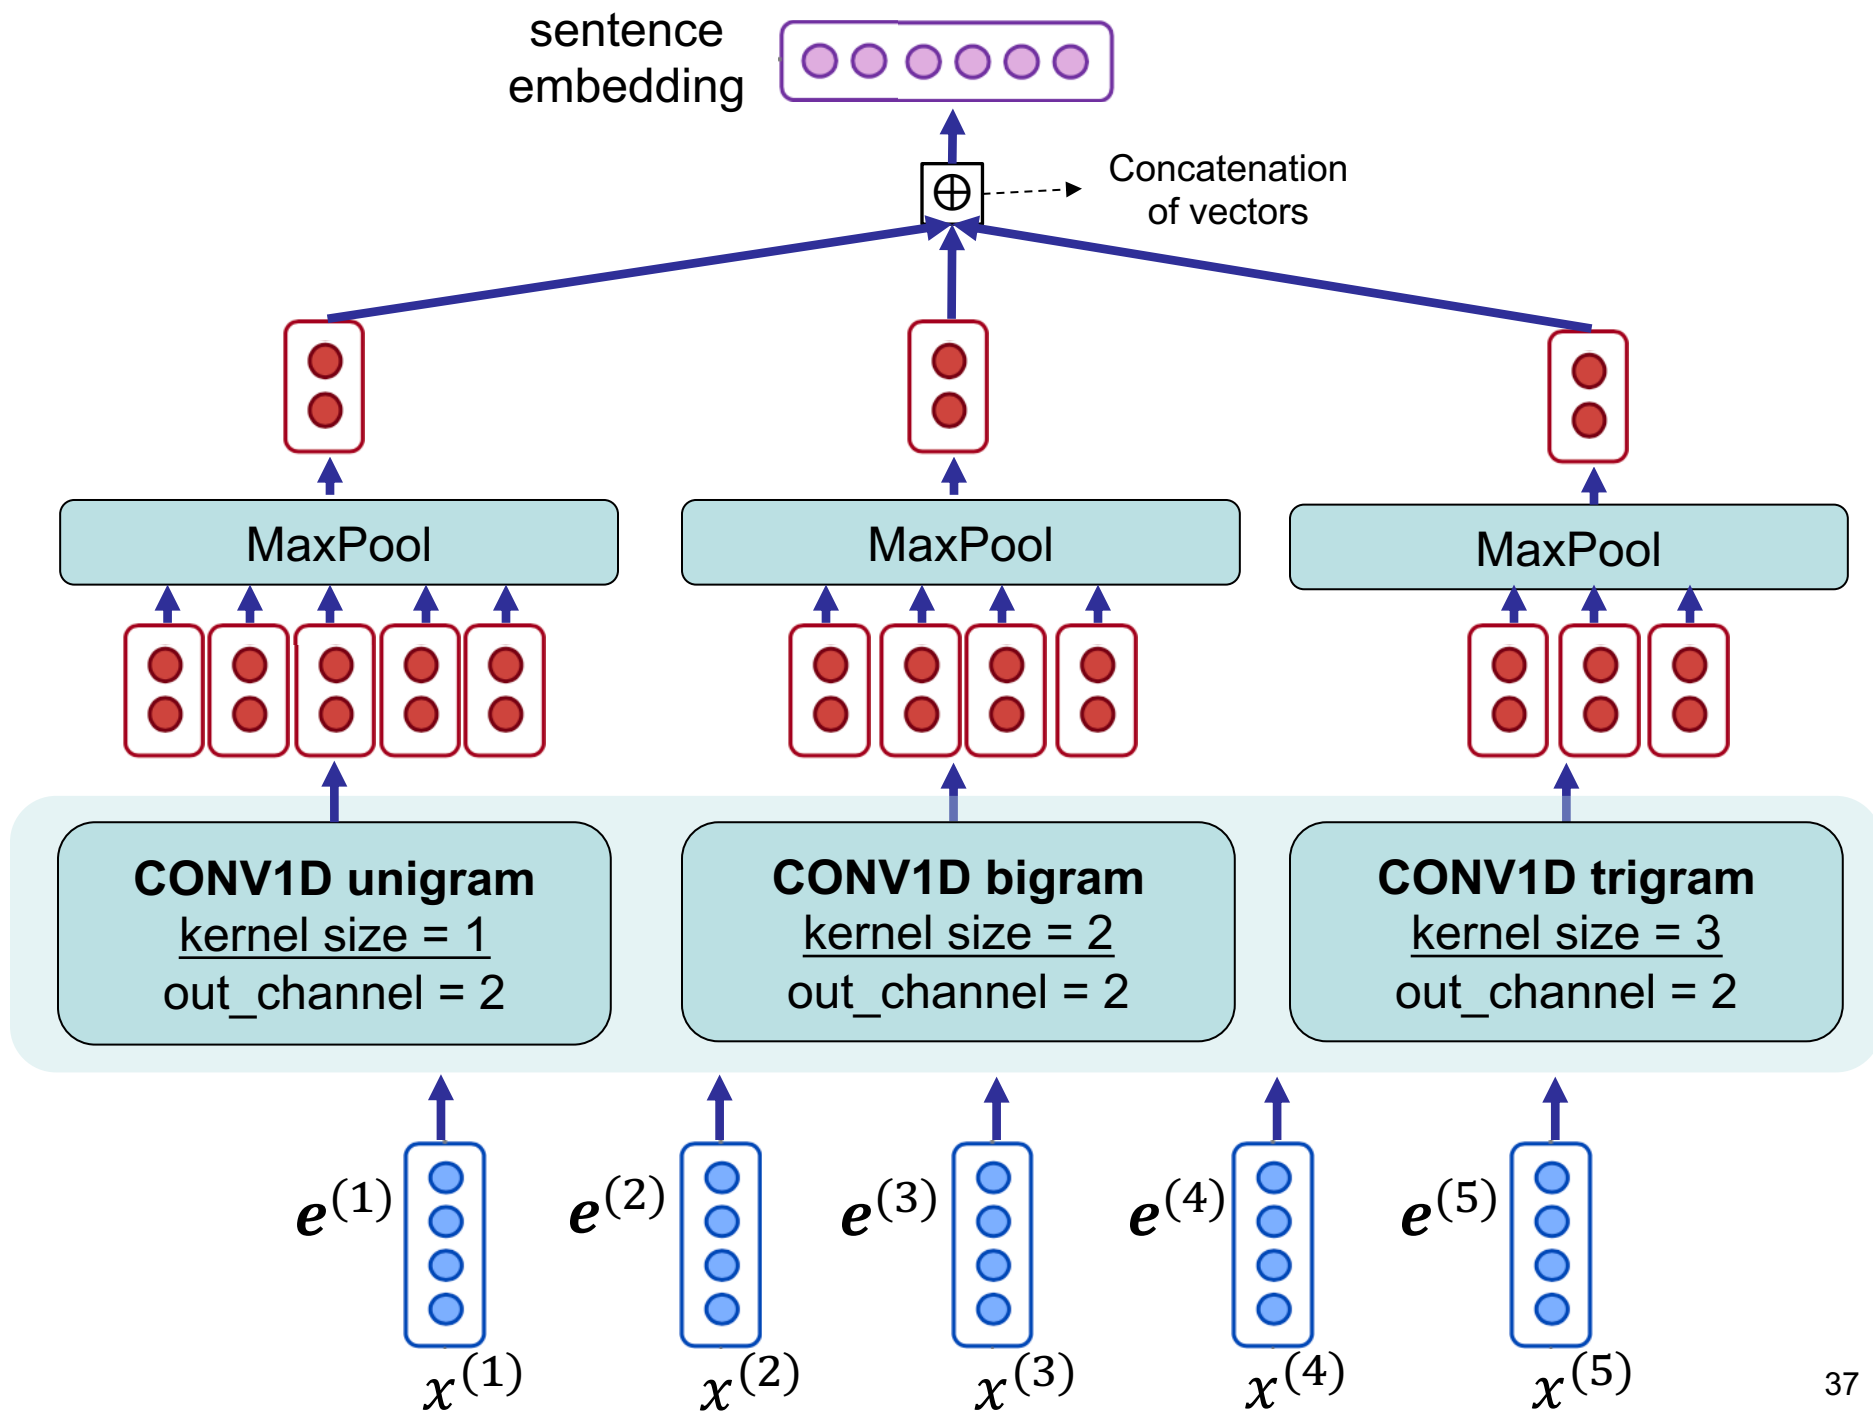 sentence
embedding
Concatenation
of vectors
MaxPool
MaxPool
MaxPool
CONV1D unigram
kernel size = 1
out_channel = 2
CONV1D bigram
kernel size = 2
out_channel = 2
CONV1D trigram
kernel size = 3
out_channel = 2
e^(1)
e^(2)
e^(3)
e^(4)
e^(5)
x^(1)
x^(2)
x^(3)
x^(4)
x^(5)
37